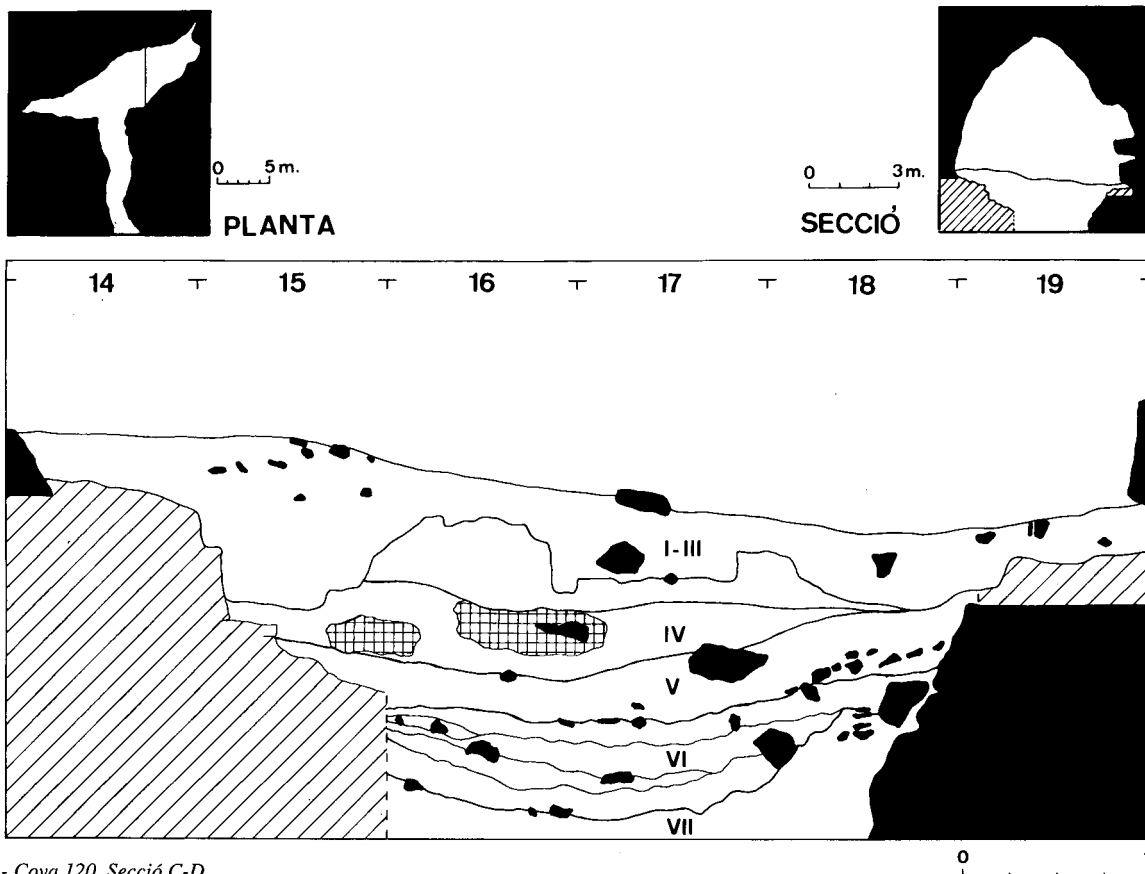 0 5 m.
PLANTA
0 3 m.
SECCIÓ
14 15 16 17 18 19
I-III
IV
V
VI
VII
- Cova 120. Secció C-D
0